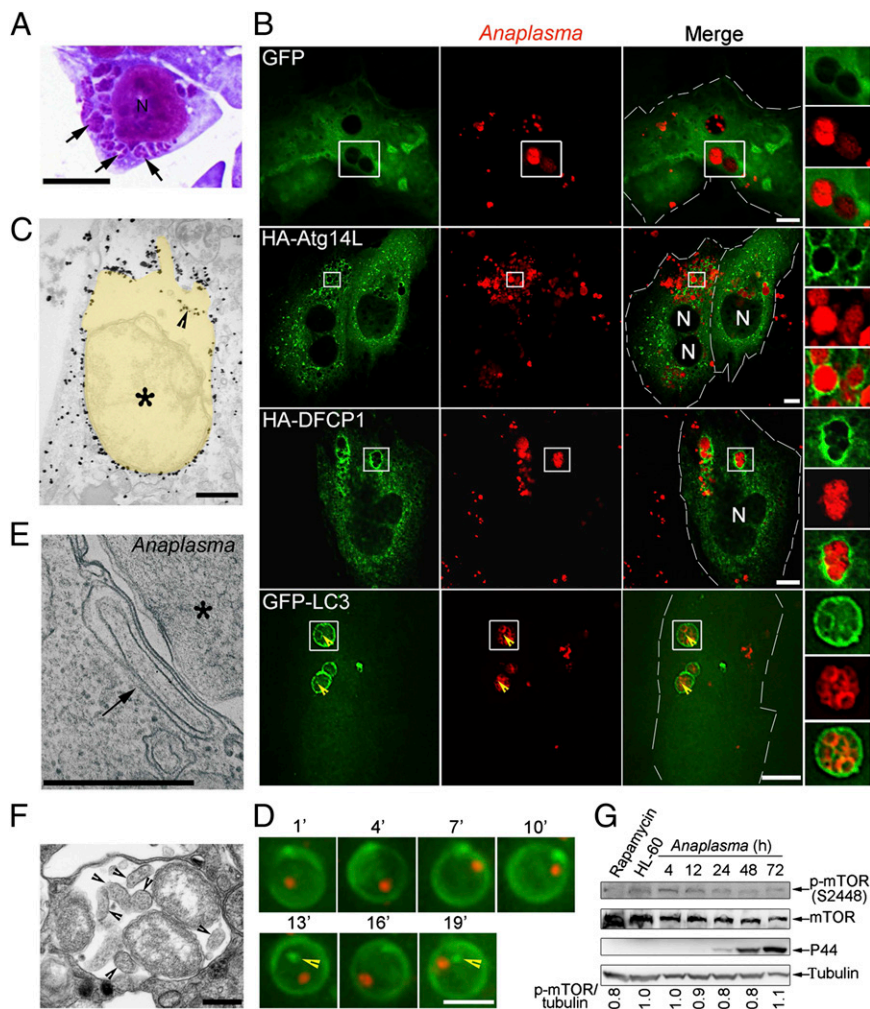 A
N
B
Anaplasma
Merge
GFP
HA-Atg14L
N
N
N
HA-DFCP1
N
GFP-LC3
C
*
E
Anaplasma
*
F
D
1' 4' 7' 10'
13' 16' 19'
G
Rapamycin
HL-60
Anaplasma (h)
4 12 24 48 72
p-mTOR
(S2448)
mTOR
P44
Tubulin
p-mTOR/
tubulin
0.8 1.0 1.0 0.9 0.8 0.8 1.1